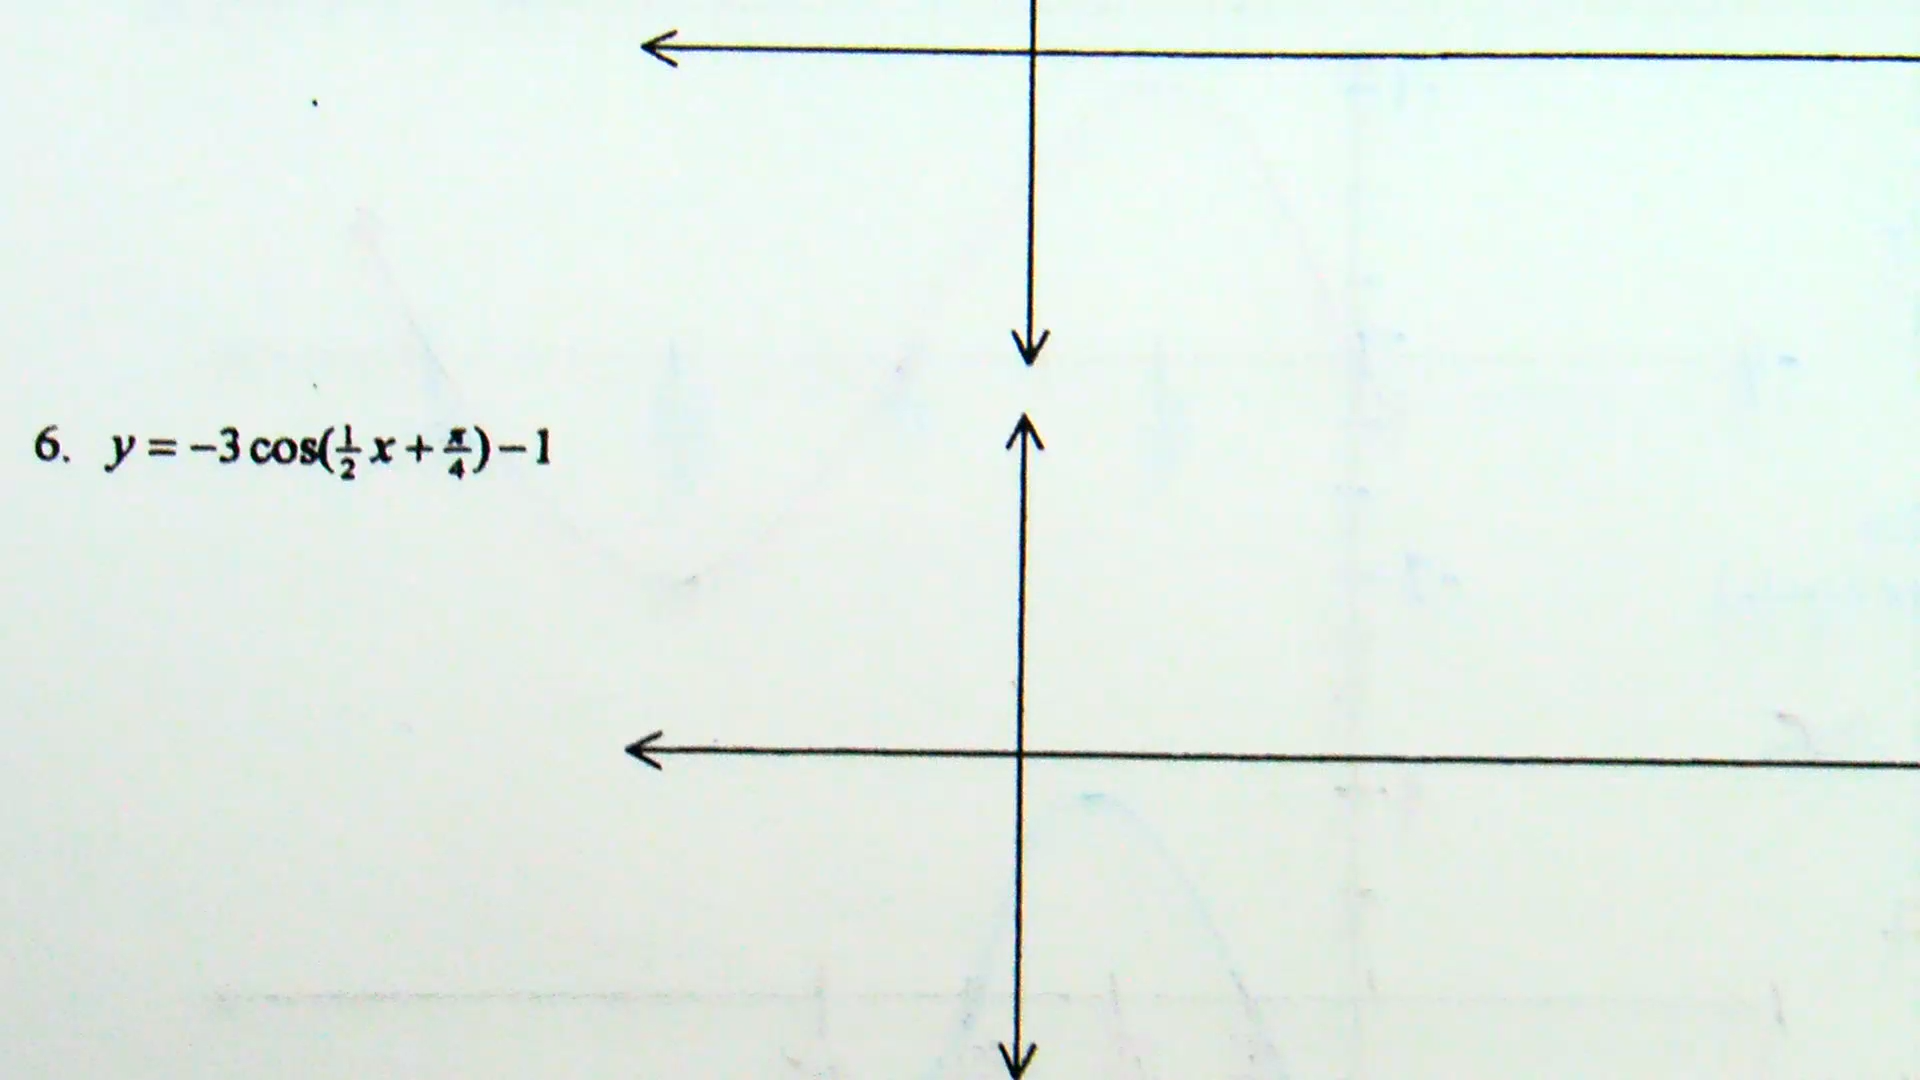 6. y = -3 cos(½x + π/4) - 1